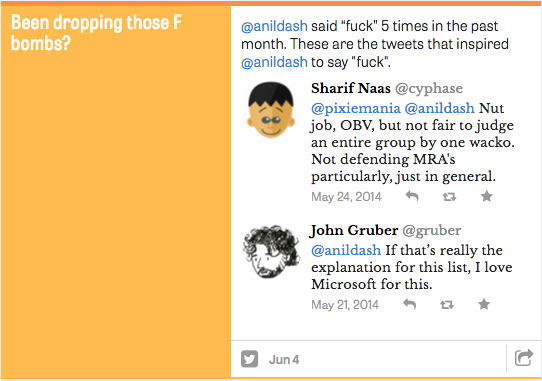 Been dropping those F
bombs?
@anildash said “fuck” 5 times in the past
month. These are the tweets that inspired
@anildash to say "fuck".
Sharif Naas @cyphase
@pixiemania @anildash Nut
job, OBV, but not fair to judge
an entire group by one wacko.
Not defending MRA's
particularly, just in general.
May 24, 2014
John Gruber @gruber
@anildash If that’s really the
explanation for this list, I love
Microsoft for this.
May 21, 2014
Jun 4